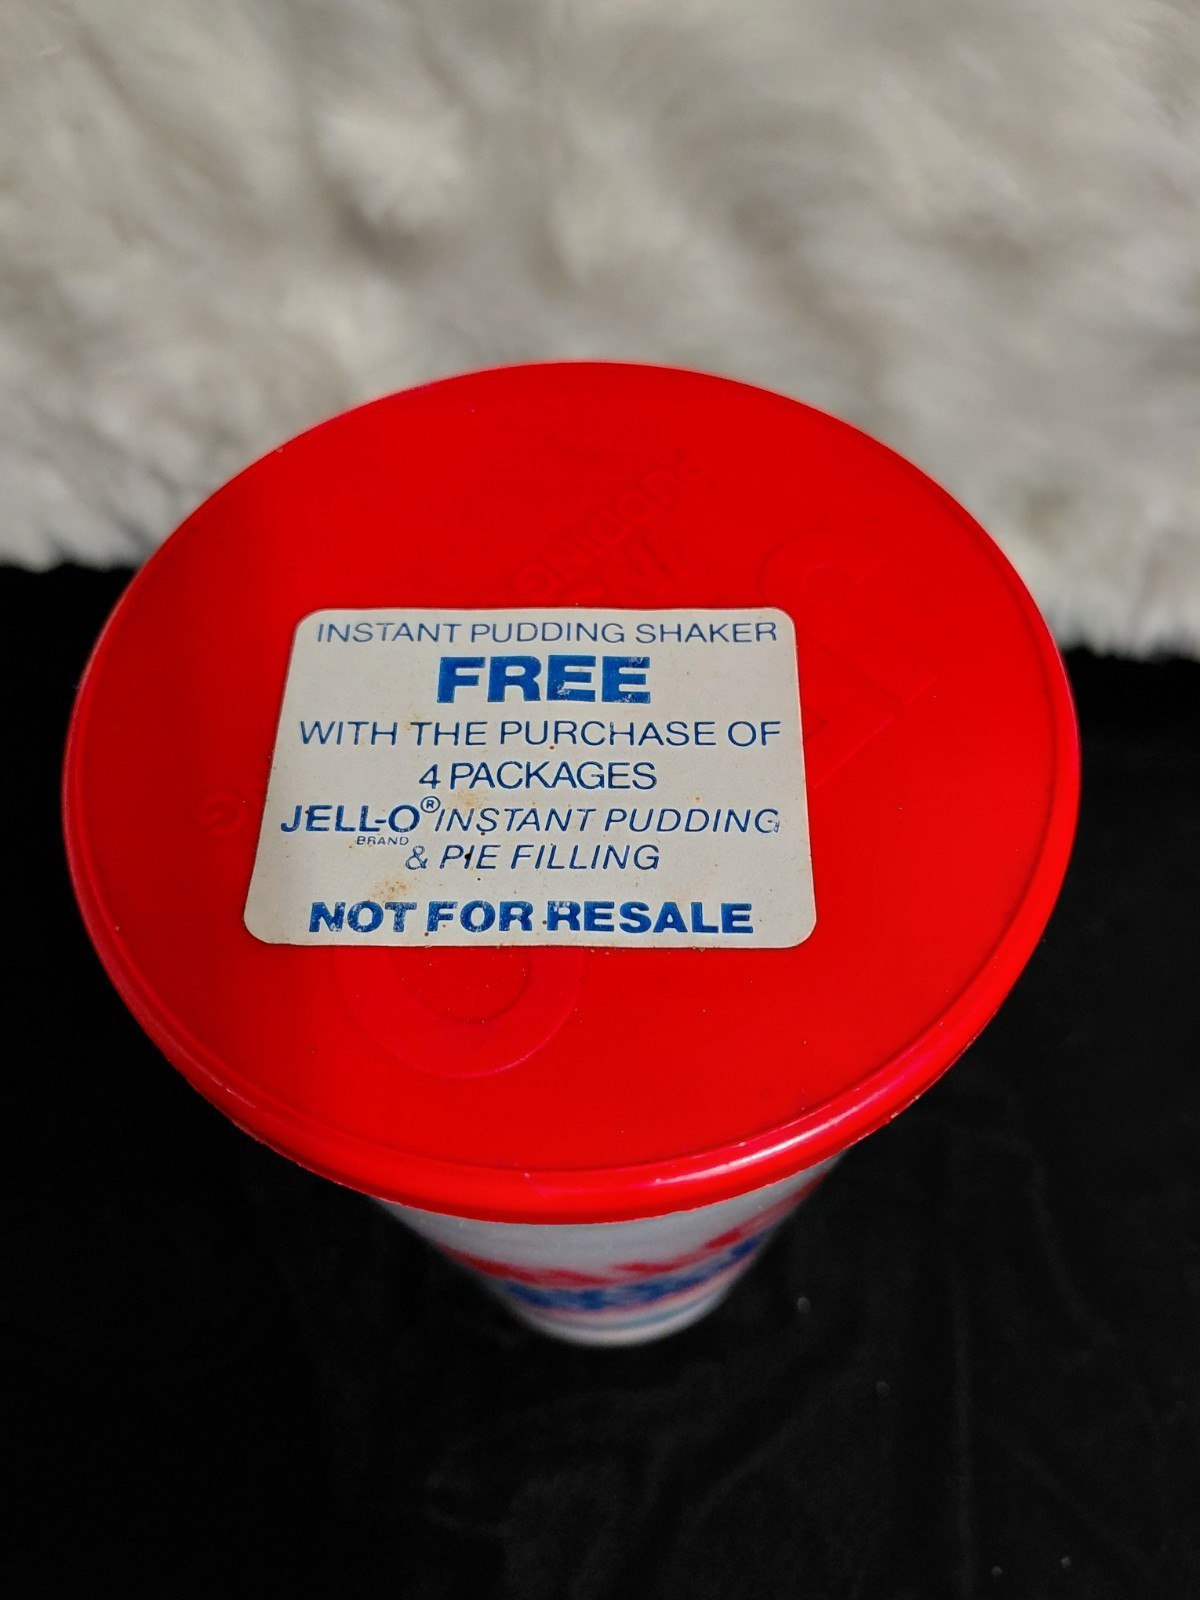 PUDDING
INSTANT PUDDING SHAKER
FREE
WITH THE PURCHASE OF
4 PACKAGES
JELL-O® INSTANT PUDDING
BRAND
& PIE FILLING
NOT FOR RESALE